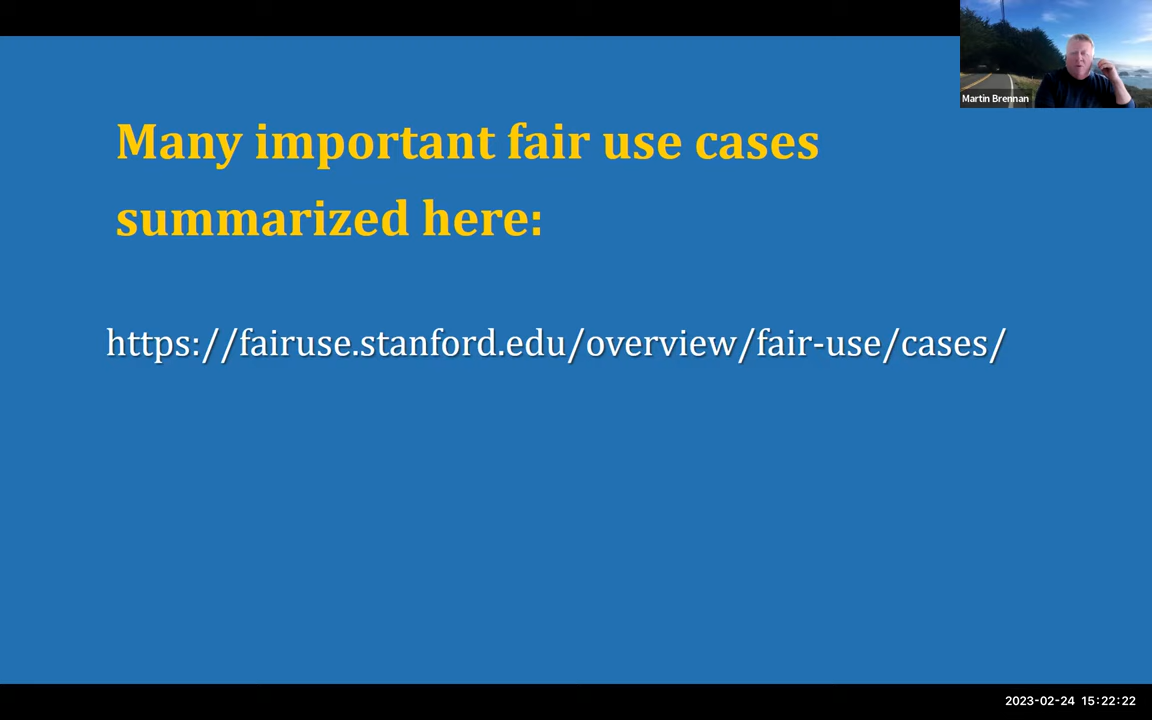 Martin Brennan
Many important fair use cases
summarized here:
https://fairuse.stanford.edu/overview/fair-use/cases/
2023-02-24 15:22:22